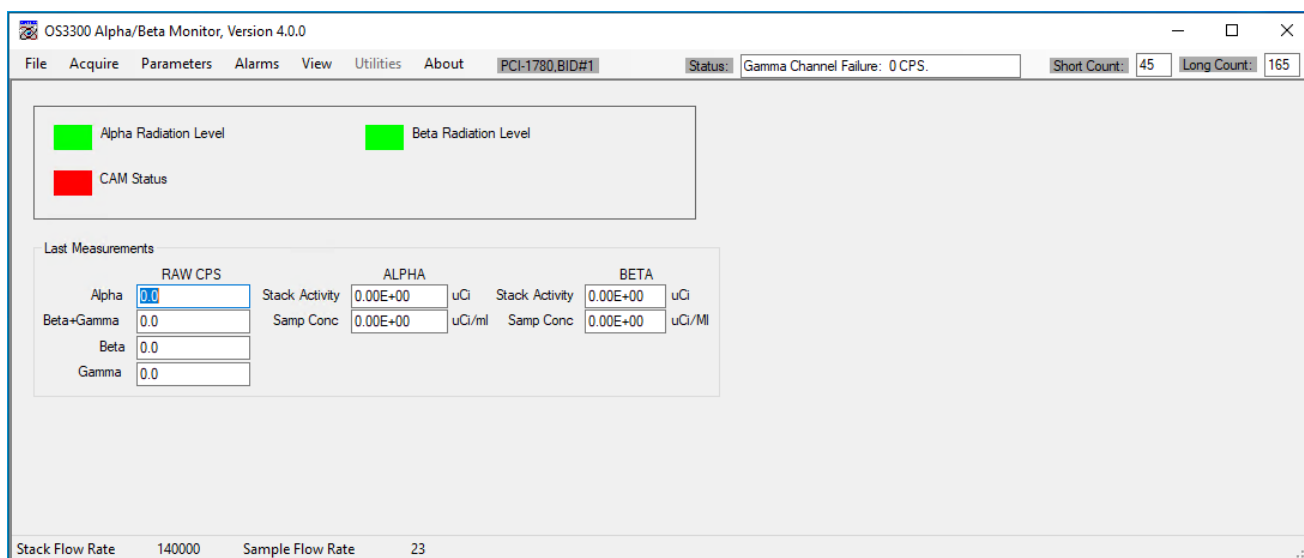 OS3300 Alpha/Beta Monitor, Version 4.0.0
File Acquire Parameters Alarms View Utilities About PCI-1780,BID#1 Status: Gamma Channel Failure: 0 CPS. Short Count: 45 Long Count: 165
Alpha Radiation Level Beta Radiation Level
CAM Status
Last Measurements
RAW CPS ALPHA BETA
Alpha 0.0 Stack Activity 0.00E+00 uCi Stack Activity 0.00E+00 uCi
Beta+Gamma 0.0 Samp Conc 0.00E+00 uCi/ml Samp Conc 0.00E+00 uCi/Ml
Beta 0.0
Gamma 0.0
Stack Flow Rate 140000 Sample Flow Rate 23